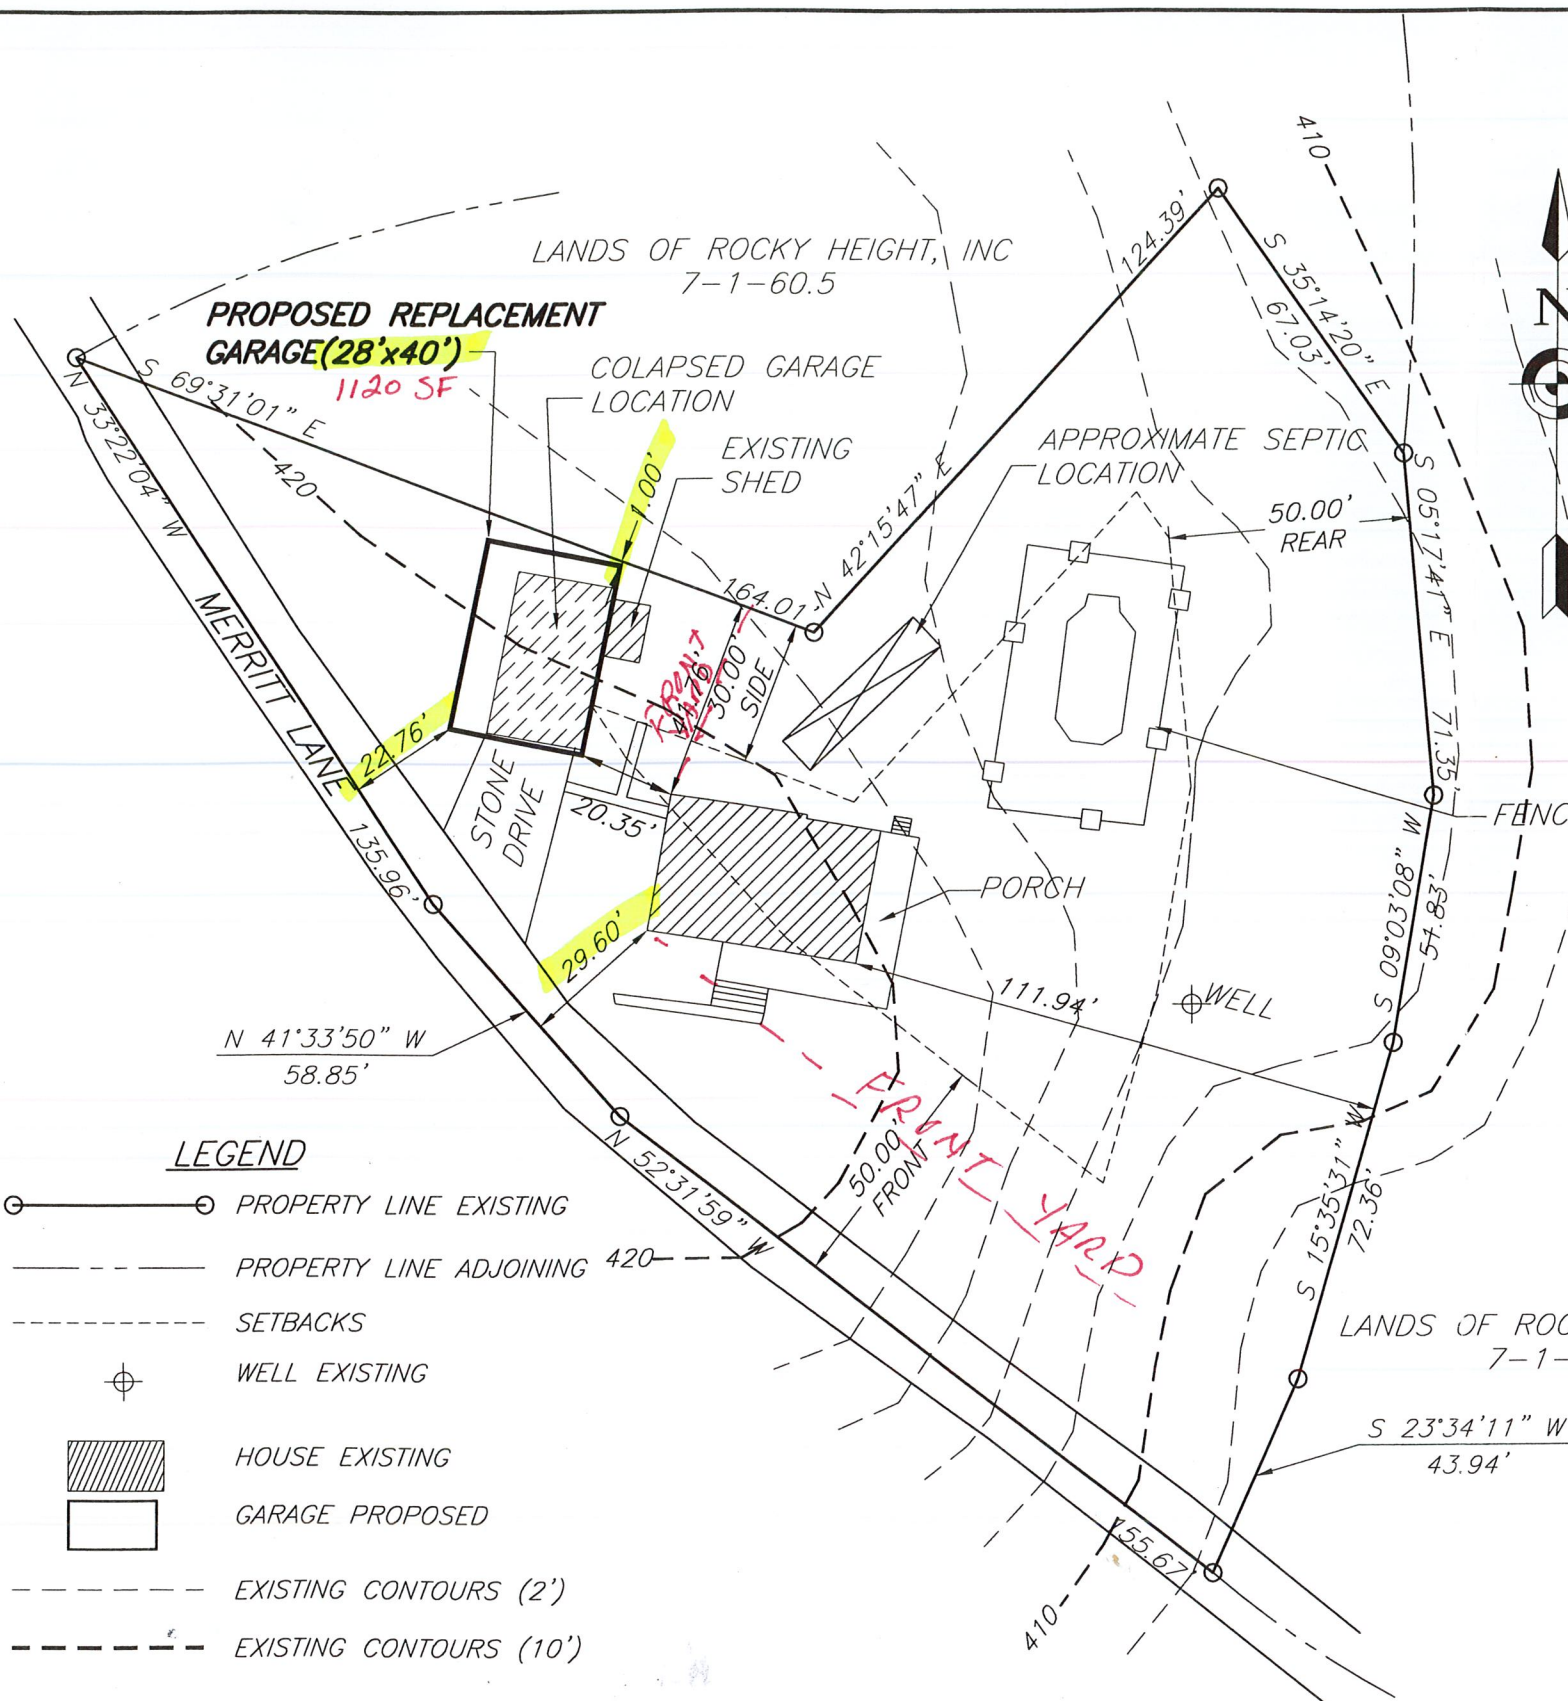 LANDS OF ROCKY HEIGHT, INC
7-1-60.5
PROPOSED REPLACEMENT
GARAGE(28'x40')
1120 SF
COLAPSED GARAGE
LOCATION
EXISTING
SHED
APPROXIMATE SEPTIC
LOCATION
124.39'
N 42°15'47" E
S 35°14'20" E
67.03'
410
N
S 69°31'01" E
164.01
420
N 33°22'04" W
135.96'
MERRITT LANE
1.00'
22.76'
FRONT
YARD
41.76'
30.00'
SIDE
50.00'
REAR
S 05°17'41" E 71.35'
FENC
STONE
DRIVE
20.35'
29.60'
PORCH
111.94'
WELL
S 09°03'08" W
51.83'
N 41°33'50" W
58.85'
N 52°31'59" W
155.67'
50.00'
FRONT
FRONT YARD
S 15°35'31" W
72.36'
LANDS OF ROC
7-1-
S 23°34'11" W
43.94'
420
410
LEGEND
PROPERTY LINE EXISTING
PROPERTY LINE ADJOINING
SETBACKS
WELL EXISTING
HOUSE EXISTING
GARAGE PROPOSED
EXISTING CONTOURS (2')
EXISTING CONTOURS (10')